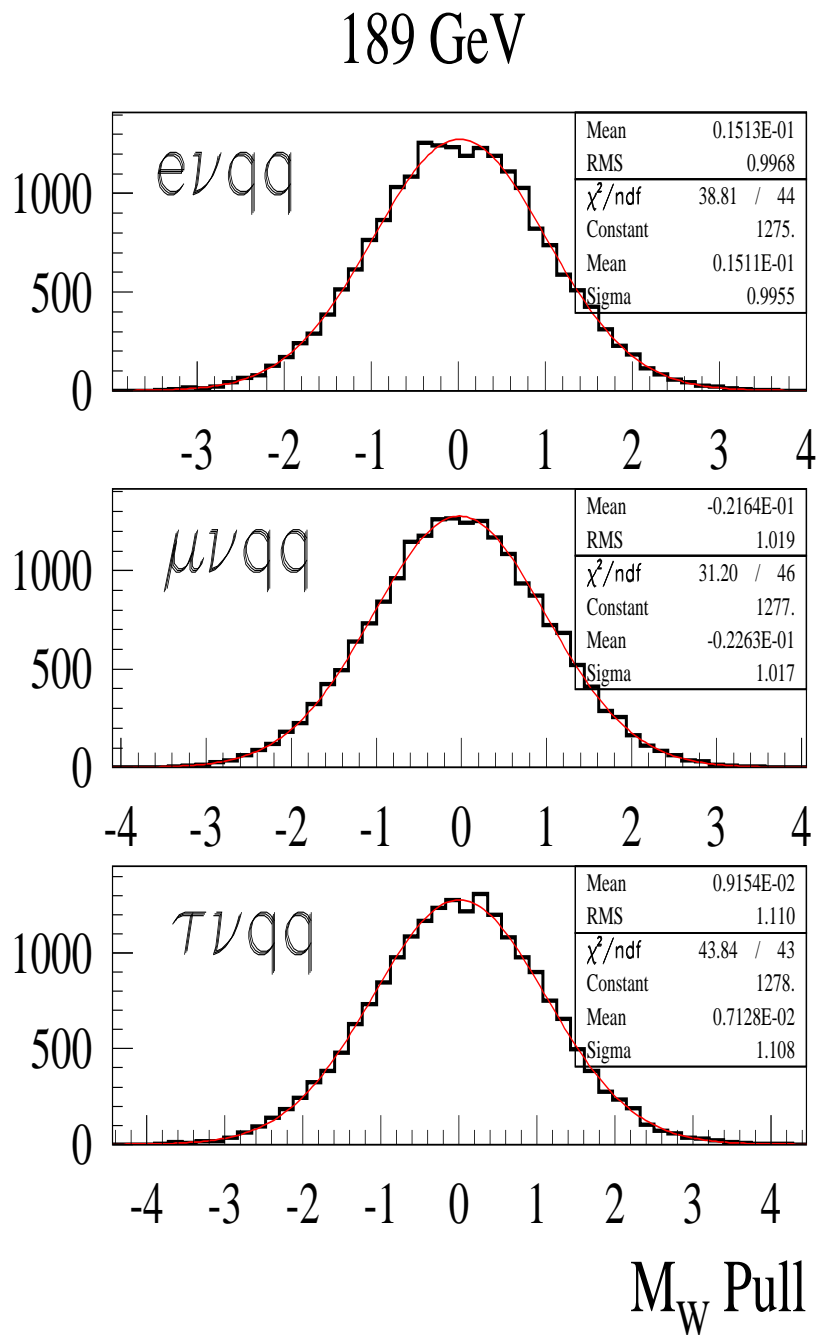 189 GeV
eνqq
Mean 0.1513E-01
RMS 0.9968
χ²/ndf 38.81 / 44
Constant 1275.
Mean 0.1511E-01
Sigma 0.9955
1000
500
0
-3 -2 -1 0 1 2 3 4
μνqq
Mean -0.2164E-01
RMS 1.019
χ²/ndf 31.20 / 46
Constant 1277.
Mean -0.2263E-01
Sigma 1.017
1000
500
0
-4 -3 -2 -1 0 1 2 3 4
τνqq
Mean 0.9154E-02
RMS 1.110
χ²/ndf 43.84 / 43
Constant 1278.
Mean 0.7128E-02
Sigma 1.108
1000
500
0
-4 -3 -2 -1 0 1 2 3 4
M_W Pull